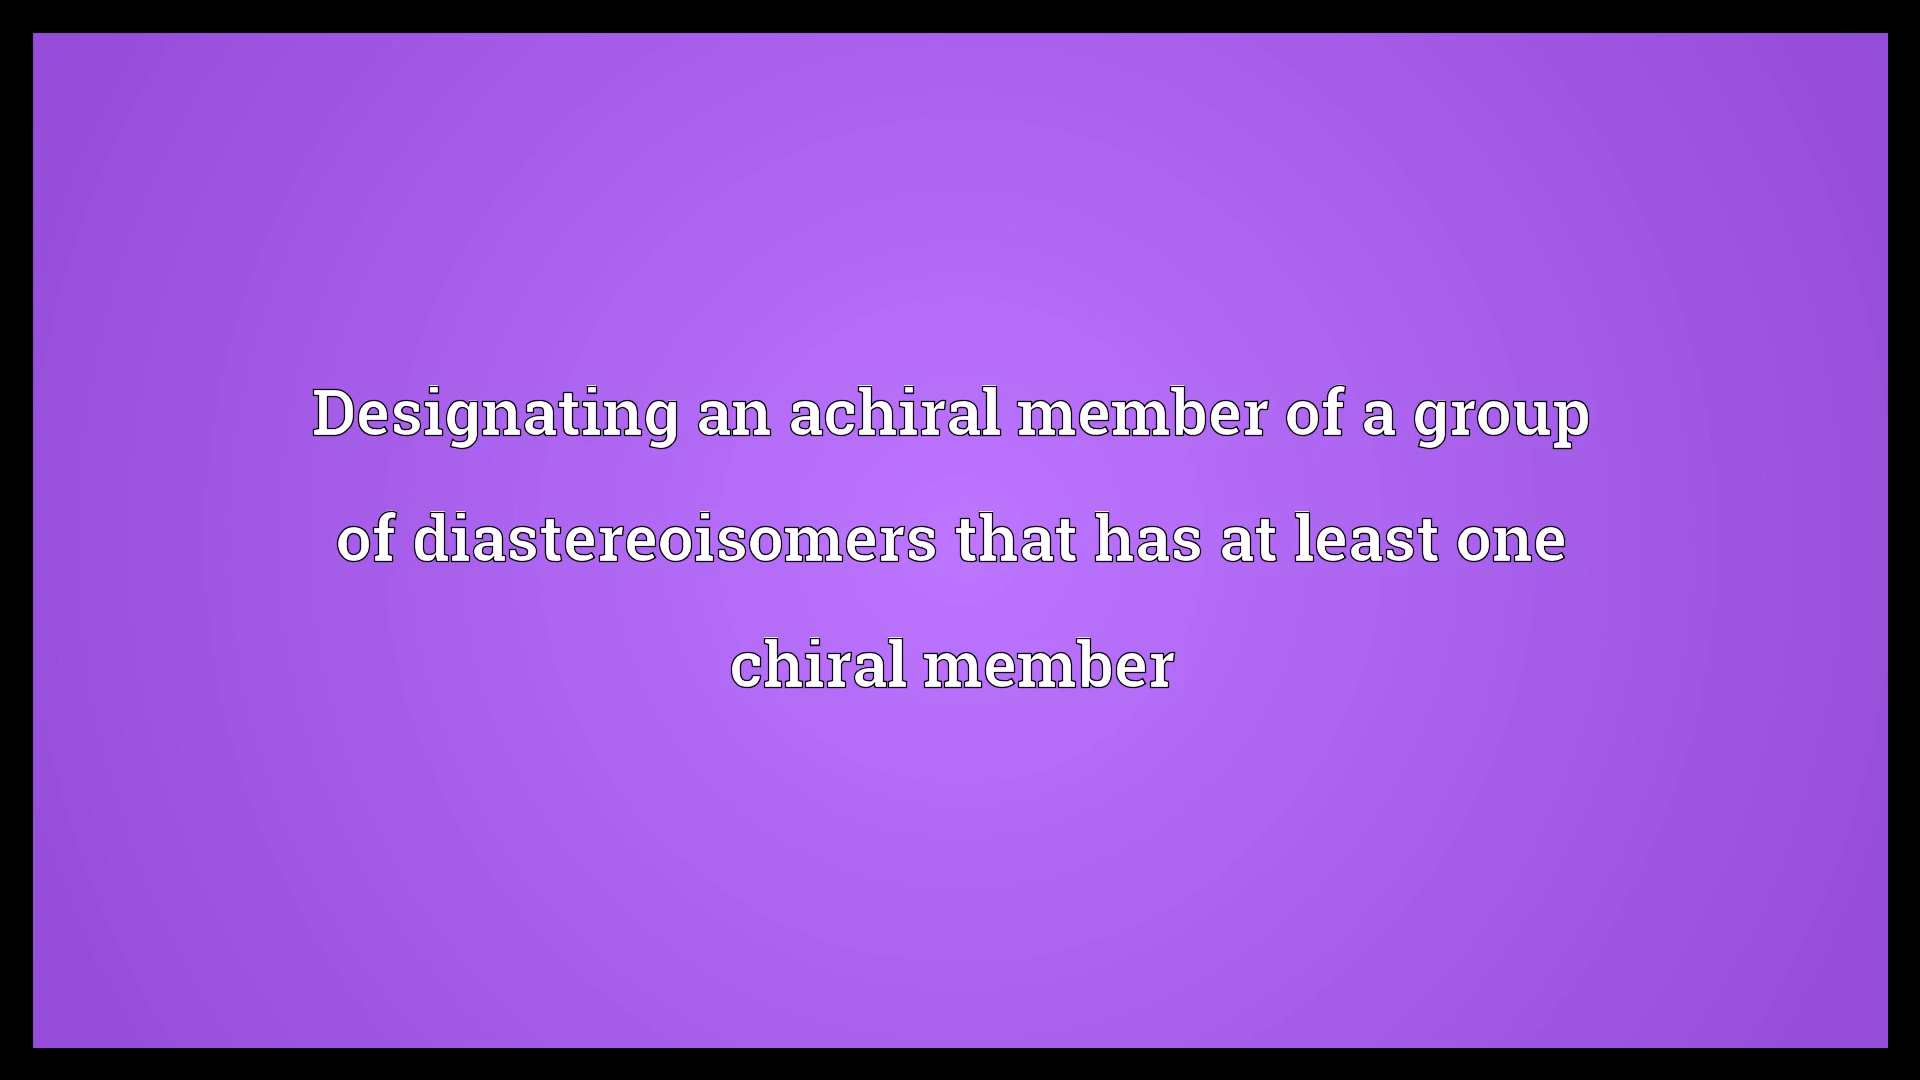 Designating an achiral member of a group
of diastereoisomers that has at least one
chiral member